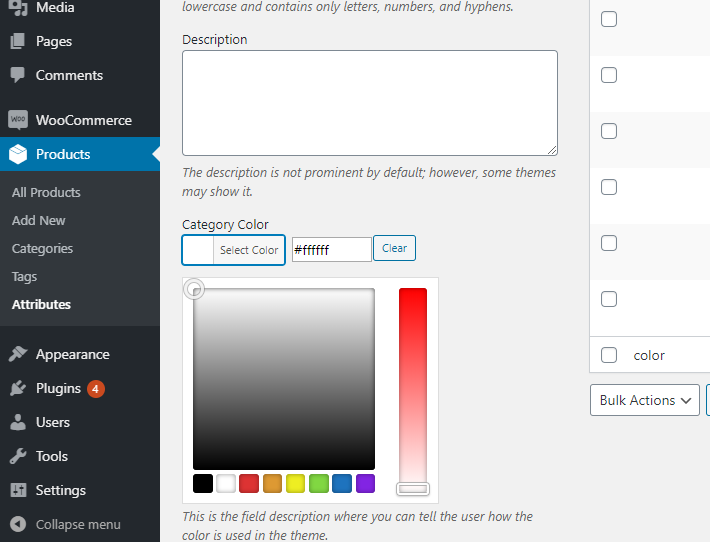 Media
Pages
Comments
Woo WooCommerce
Products
All Products
Add New
Categories
Tags
Attributes
Appearance
Plugins 4
Users
Tools
Settings
Collapse menu
lowercase and contains only letters, numbers, and hyphens.
Description
The description is not prominent by default; however, some themes
may show it.
Category Color
Select Color #ffffff Clear
This is the field description where you can tell the user how the
color is used in the theme.
color
Bulk Actions